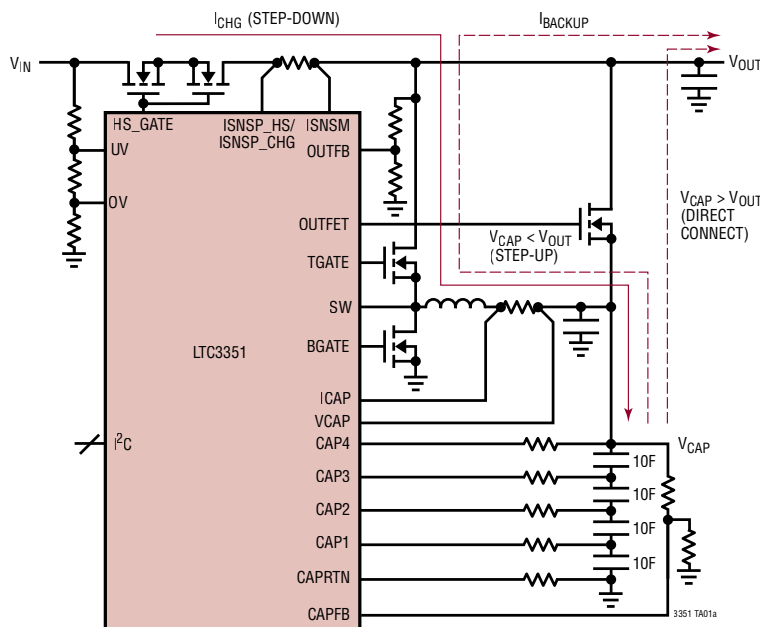 ICHG (STEP-DOWN)
IBACKUP
VIN
VOUT
HS_GATE
ISNSP_HS/
ISNSP_CHG
ISNSM
UV
OUTFB
OV
OUTFET
VCAP < VOUT
(STEP-UP)
VCAP > VOUT
(DIRECT
CONNECT)
TGATE
SW
BGATE
LTC3351
ICAP
VCAP
I2C
CAP4
VCAP
10F
CAP3
10F
CAP2
10F
CAP1
10F
CAPRTN
CAPFB
3351 TA01a